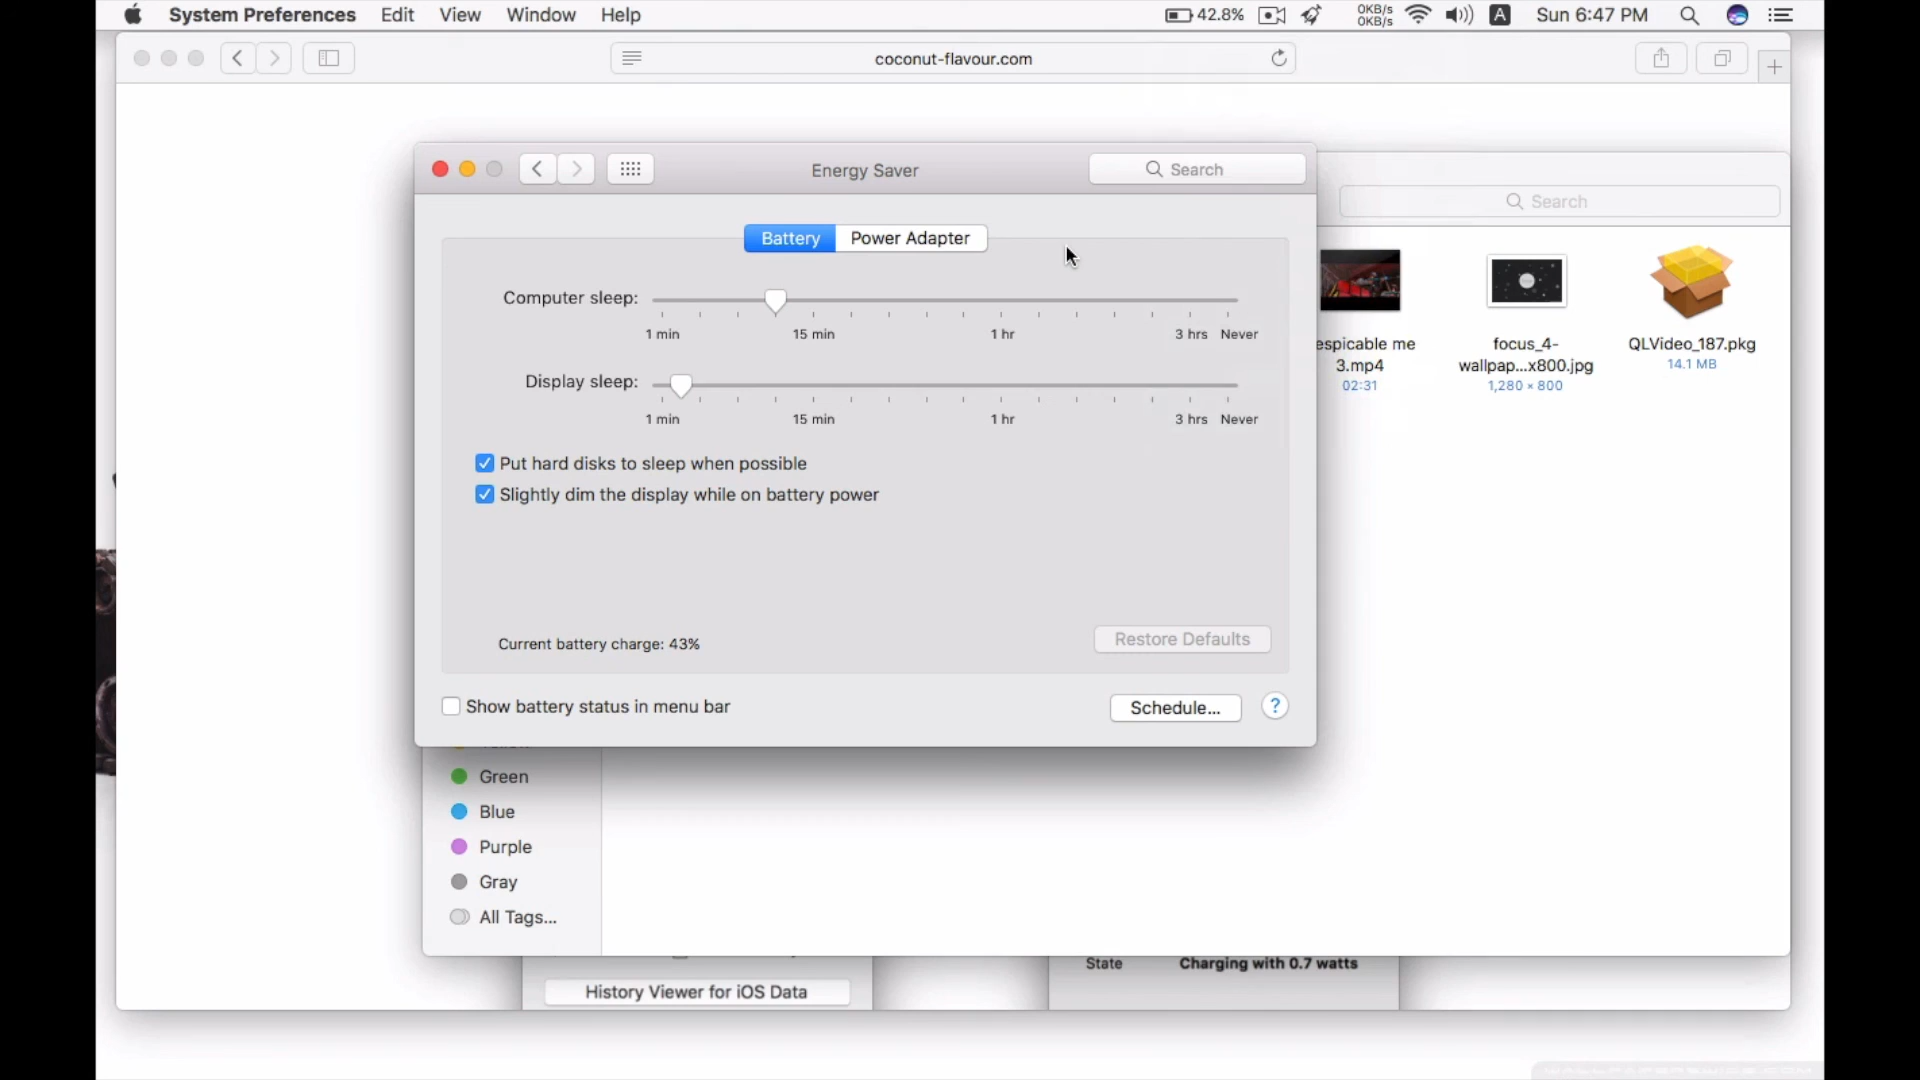 System Preferences Edit View Window Help
42.8% 0KB/s 0KB/s A Sun 6:47 PM
coconut-flavour.com
Energy Saver
Search
Search
Battery Power Adapter
Computer sleep:
1 min 15 min 1 hr 3 hrs Never
Display sleep:
1 min 15 min 1 hr 3 hrs Never
Put hard disks to sleep when possible
Slightly dim the display while on battery power
Current battery charge: 43%
Restore Defaults
Show battery status in menu bar
Schedule...
?
espicable me
3.mp4
02:31
focus_4-
wallpap...x800.jpg
1,280 × 800
QLVideo_187.pkg
14.1 MB
Green
Blue
Purple
Gray
All Tags...
State Charging with 0.7 watts
History Viewer for iOS Data